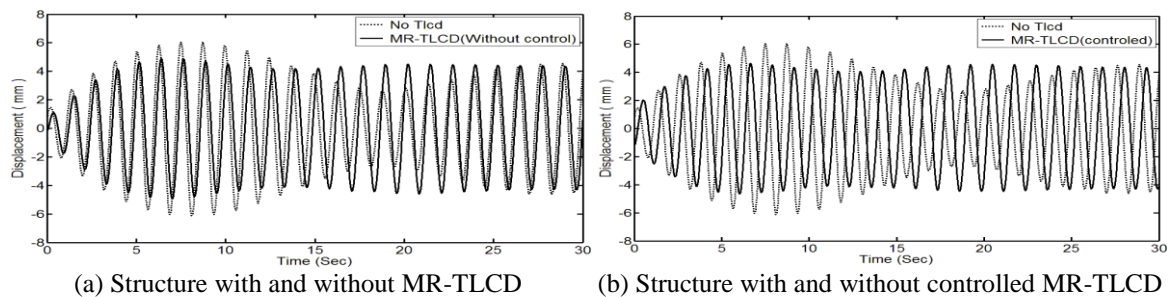 8
6
4
2
0
-2
-4
-6
-8
Displacement ( mm )
No Tlcd
MR-TLCD(Without control)
0 5 10 15 20 25 30
Time (Sec)
(a) Structure with and without MR-TLCD
8
6
4
2
0
-2
-4
-6
-8
Displacement ( mm )
No Tlcd
MR-TLCD(controled)
0 5 10 15 20 25 30
Time (Sec)
(b) Structure with and without controlled MR-TLCD